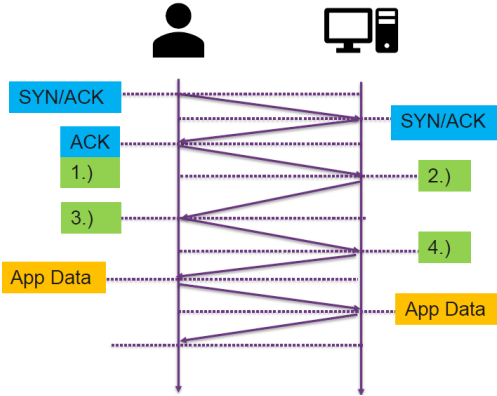 SYN/ACK
SYN/ACK
ACK
1.)
2.)
3.)
4.)
App Data
App Data